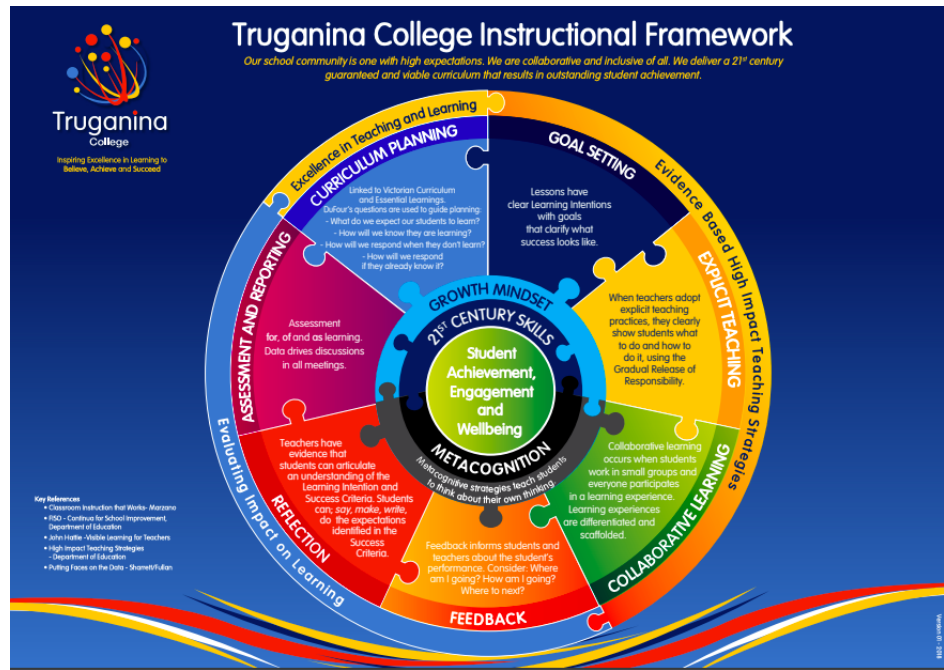 Truganina College Instructional Framework
Our school community is one with high expectations. We are collaborative and inclusive of all. We deliver a 21st century
guaranteed and viable curriculum that results in outstanding student achievement.
Truganina
College
Inspiring Excellence in Learning to
Believe, Achieve and Succeed
Excellence in Teaching and Learning
CURRICULUM PLANNING
Linked to Victorian Curriculum
and Essential Learnings.
DuFour's questions are used to guide planning:
- What do we expect our students to learn?
- How will we know they are learning?
- How will we respond when they don't learn?
- How will we respond
if they already know it?
GOAL SETTING
Lessons have
clear Learning Intentions
with goals
that clarify what
success looks like.
Evidence Based High Impact Teaching Strategies
EXPLICIT TEACHING
When teachers adopt
explicit teaching
practices, they clearly
show students what
to do and how to
do it, using the
Gradual Release of
Responsibility.
COLLABORATIVE LEARNING
Collaborative learning
occurs when students
work in small groups and
everyone participates
in a learning experience.
Learning experiences
are differentiated and
scaffolded.
FEEDBACK
Feedback informs students and
teachers about the student's
performance. Consider: Where
am I going? How am I going?
Where to next?
REFLECTION
Teachers have
evidence that
students can articulate
an understanding of the
Learning Intention and
Success Criteria. Students
can; say, make, write,
do the expectations
identified in the
Success
Criteria.
Evaluating Impact on Learning
ASSESSMENT AND REPORTING
Assessment
for, of and as learning.
Data drives discussions
in all meetings.
GROWTH MINDSET
21ST CENTURY SKILLS
Student
Achievement,
Engagement
and
Wellbeing
METACOGNITION
Metacognitive strategies teach students
to think about their own thinking.
Key References
• Classroom Instruction that Works- Marzano
• FISO - Continue for School Improvement,
Department of Education
• John Hattie -Visible Learning for Teachers
• High Impact Teaching Strategies
- Department of Education
• Putting Faces on the Data - Sharrett/Fullan